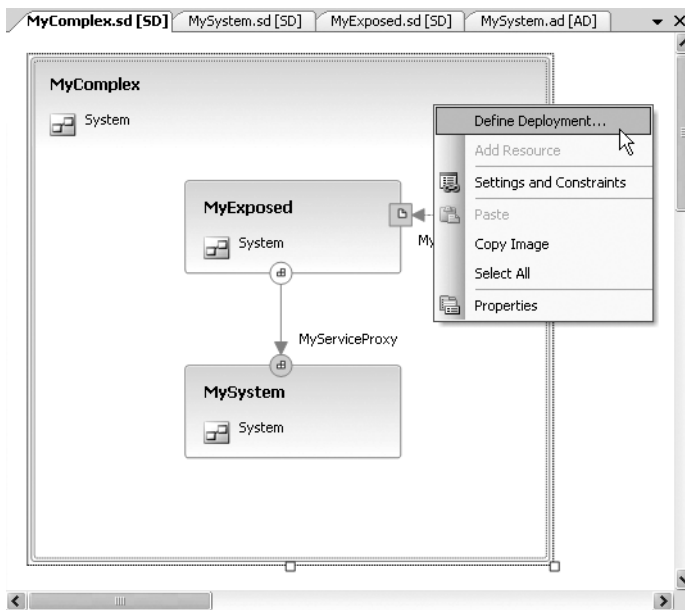 MyComplex.sd [SD] MySystem.sd [SD] MyExposed.sd [SD] MySystem.ad [AD]
MyComplex
System
Define Deployment...
Add Resource
Settings and Constraints
Paste
Copy Image
Select All
Properties
MyExposed
System
My
MyServiceProxy
MySystem
System